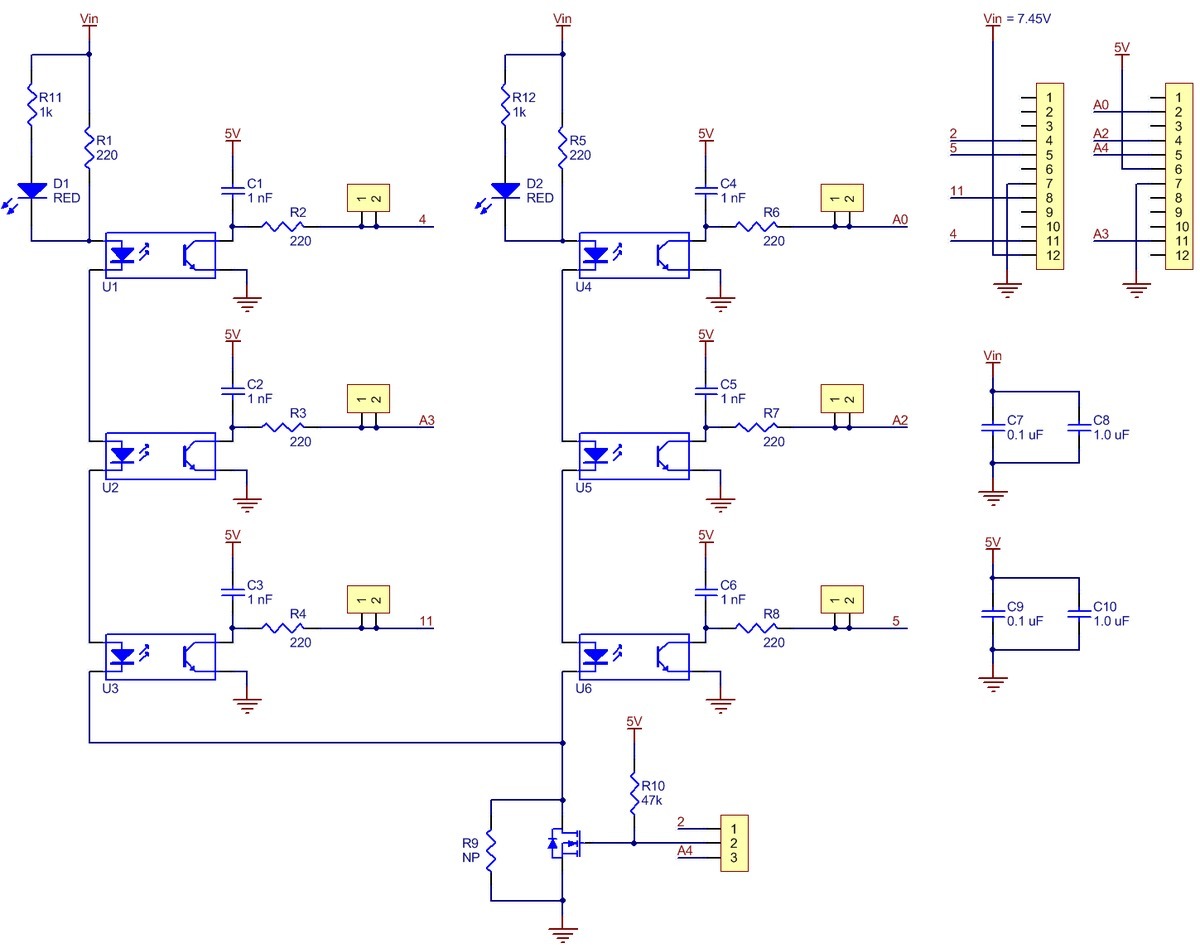 Vin
R11
1k
R1
220
D1
RED
5V
C1
1 nF
R2
220
1 2
4
U1
5V
C2
1 nF
R3
220
1 2
A3
U2
5V
C3
1 nF
R4
220
1 2
11
U3
Vin
R12
1k
R5
220
D2
RED
5V
C4
1 nF
R6
220
1 2
A0
U4
5V
C5
1 nF
R7
220
1 2
A2
U5
5V
C6
1 nF
R8
220
1 2
5
U6
5V
R10
47k
R9
NP
2
A4
1
2
3
Vin = 7.45V
2
5
11
4
1
2
3
4
5
6
7
8
9
10
11
12
5V
A0
A2
A4
A3
1
2
3
4
5
6
7
8
9
10
11
12
Vin
C7
0.1 uF
C8
1.0 uF
5V
C9
0.1 uF
C10
1.0 uF